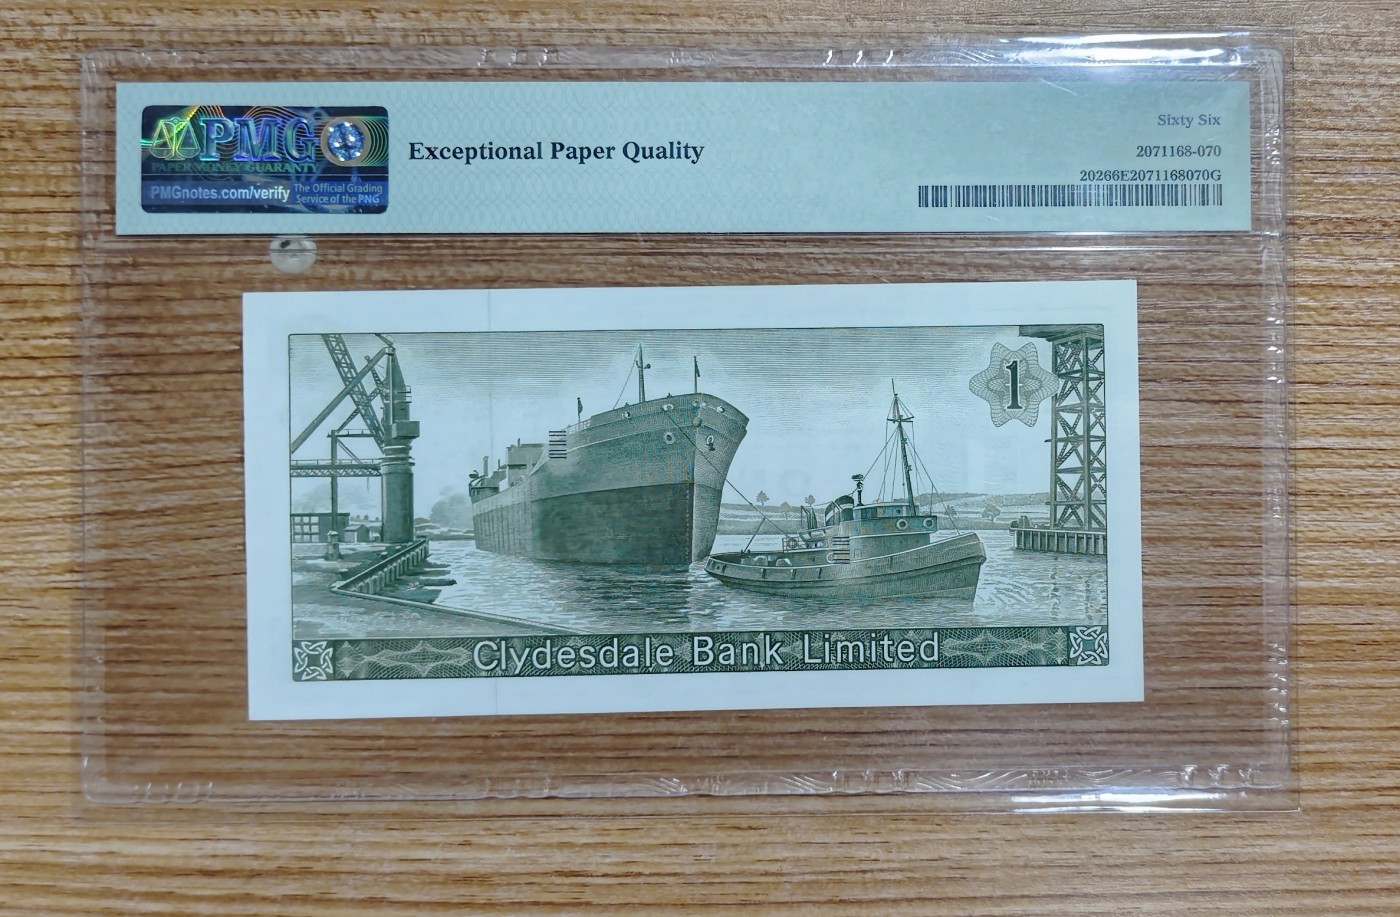 PMG
PAPER MONEY GUARANTY
PMGnotes.com/verify
The Official Grading
Service of the PNG
Exceptional Paper Quality
Sixty Six
2071168-070
20266E2071168070G
1
Clydesdale Bank Limited